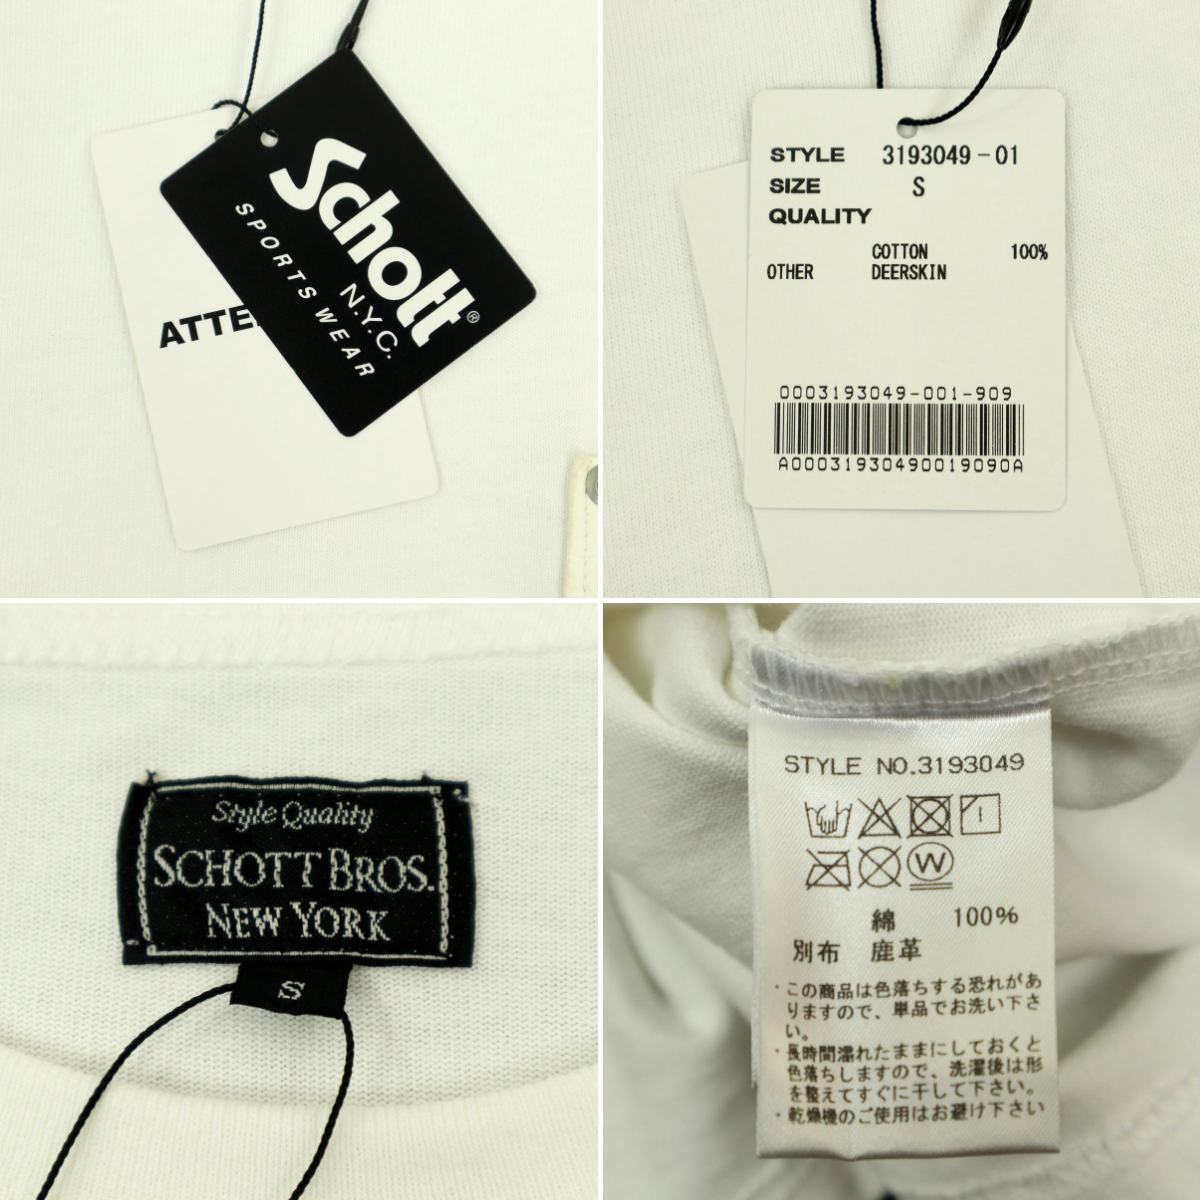 Schott®
N.Y.C.
SPORTS WEAR
ATTE
STYLE 3193049-01
SIZE S
QUALITY
COTTON 100%
OTHER DEERSKIN
0003193049-001-909
A00031930490019090A
Style Quality
SCHOTT BROS.
NEW YORK
S
STYLE NO.3193049
W
綿 100%
別布 鹿革
・この商品は色落ちする恐れがあ
りますので、単品でお洗い下さ
い。
・長時間濡れたままにしておくと
色落ちしますので、洗濯後は形
を整えてすぐに干して下さい。
・乾燥機のご使用はお避け下さい